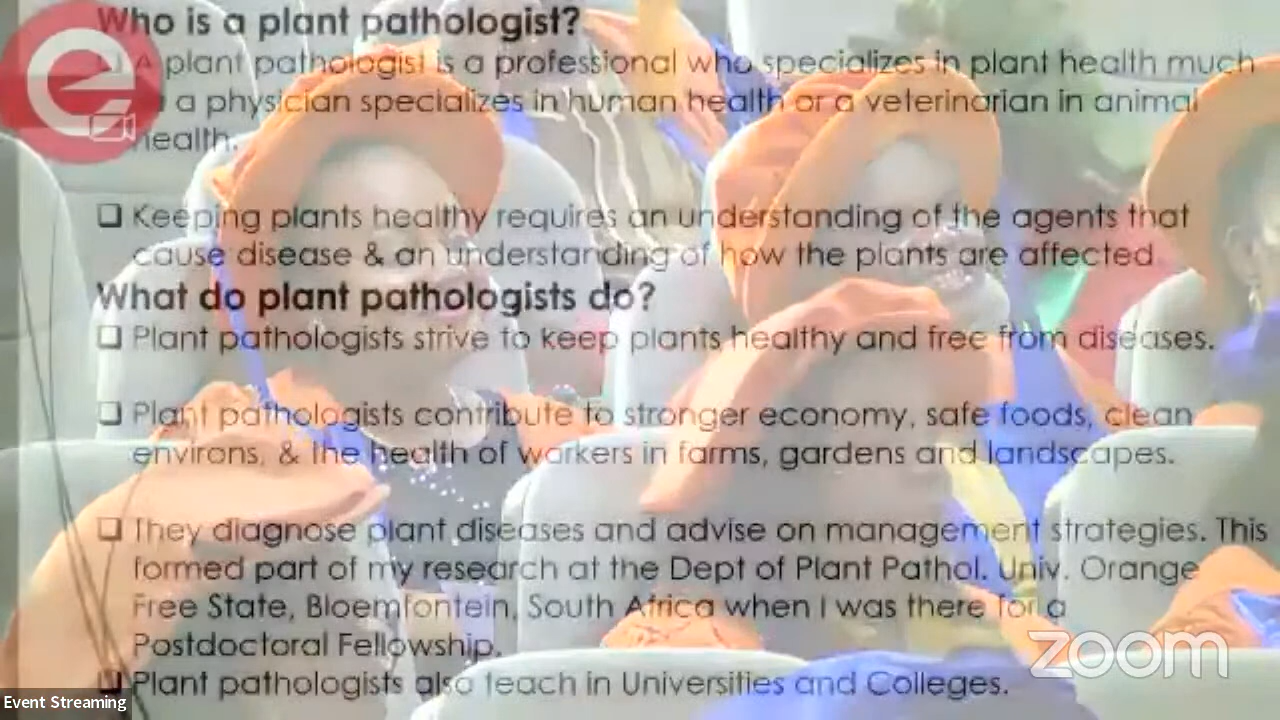 Who is a plant pathologist?
A plant pathologist is a professional who specializes in plant health much
a physician specializes in human health or a veterinarian in animal
health.
❑ Keeping plants healthy requires an understanding of the agents that
cause disease & an understanding of how the plants are affected
What do plant pathologists do?
❑ Plant pathologists strive to keep plants healthy and free from diseases.
❑ Plant pathologists contribute to stronger economy, safe foods, clean
environs, & the health of workers in farms, gardens and landscapes.
❑ They diagnose plant diseases and advise on management strategies. This
formed part of my research at the Dept of Plant Pathol. Univ. Orange
Free State, Bloemfontein, South Africa when I was there for a
Postdoctoral Fellowship.
zoom
❑ Plant pathologists also teach in Universities and Colleges.
Event Streaming